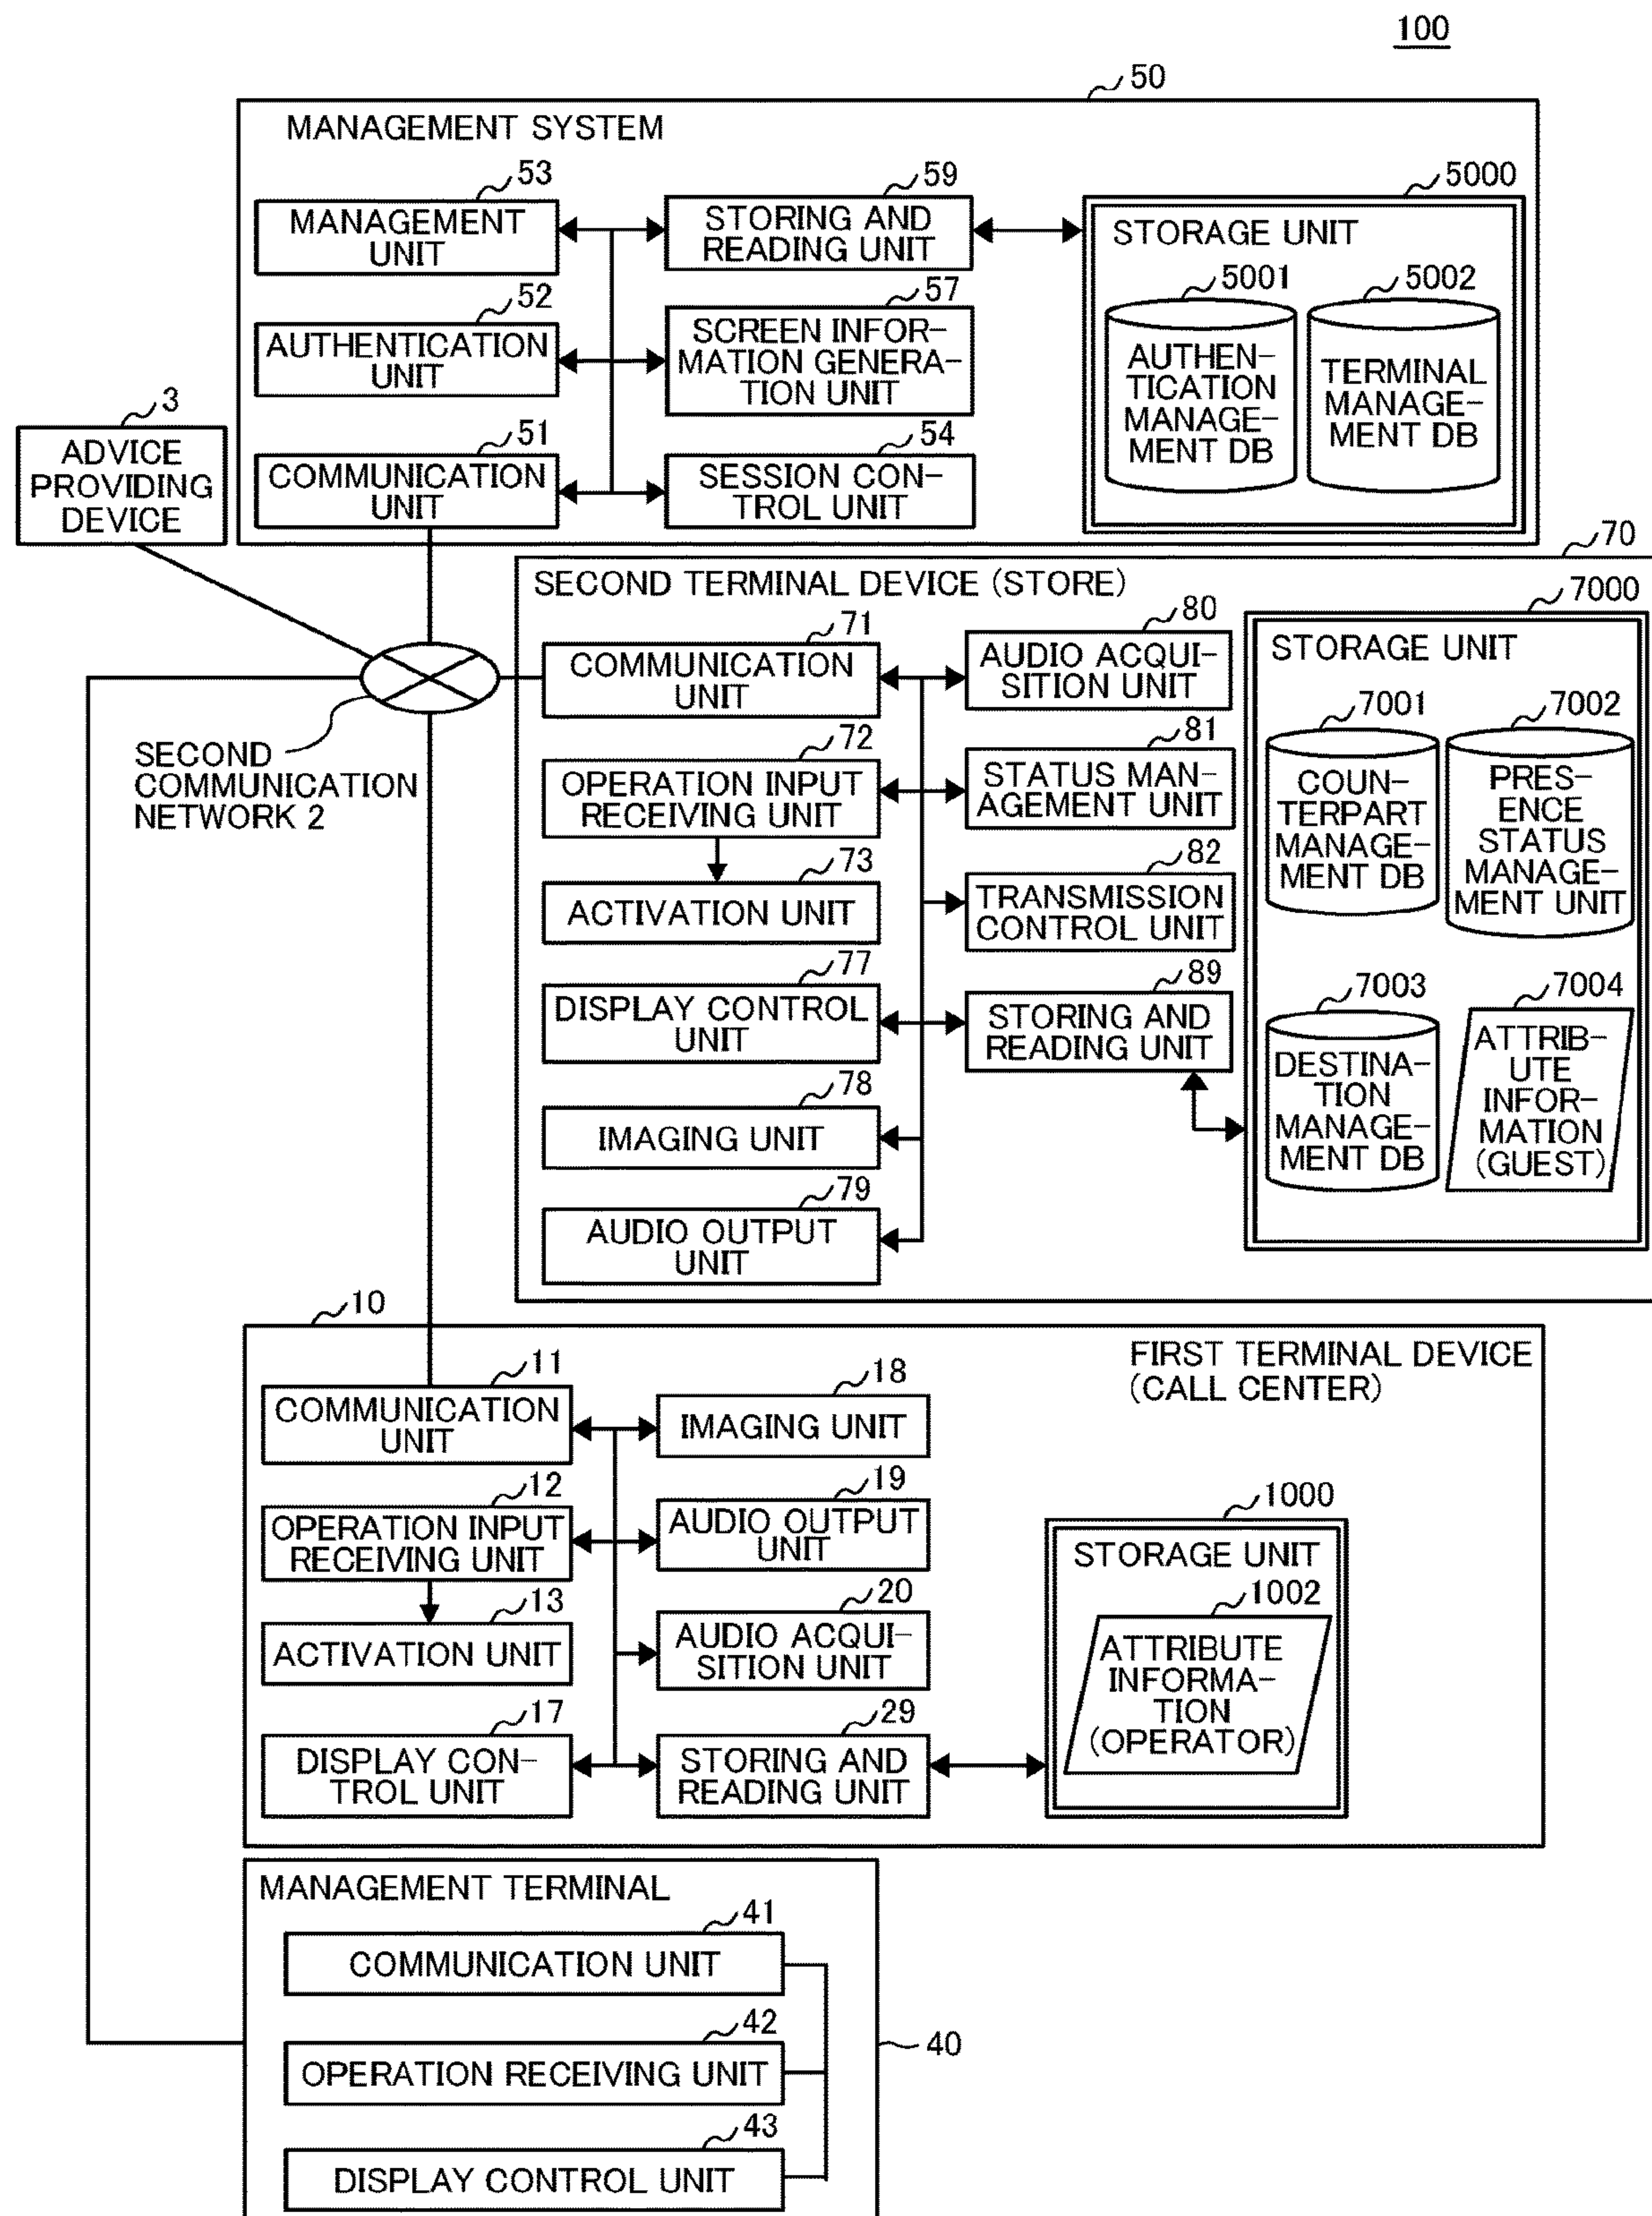 100
50
MANAGEMENT SYSTEM
53
MANAGEMENT
UNIT
59
STORING AND
READING UNIT
5000
STORAGE UNIT
5001
AUTHEN-
TICATION
MANAGE-
MENT DB
5002
TERMINAL
MANAGE-
MENT DB
52
AUTHENTICATION
UNIT
57
SCREEN INFOR-
MATION GENERA-
TION UNIT
51
COMMUNICATION
UNIT
54
SESSION CON-
TROL UNIT
3
ADVICE
PROVIDING
DEVICE
SECOND
COMMUNICATION
NETWORK 2
70
SECOND TERMINAL DEVICE (STORE)
71
COMMUNICATION
UNIT
80
AUDIO ACQUI-
SITION UNIT
72
OPERATION INPUT
RECEIVING UNIT
81
STATUS MAN-
AGEMENT UNIT
73
ACTIVATION UNIT
82
TRANSMISSION
CONTROL UNIT
77
DISPLAY CONTROL
UNIT
89
STORING AND
READING UNIT
78
IMAGING UNIT
79
AUDIO OUTPUT
UNIT
7000
STORAGE UNIT
7001
COUN-
TERPART
MANAGE-
MENT DB
7002
PRES-
ENCE
STATUS
MANAGE-
MENT UNIT
7003
DESTINA-
TION
MANAGE-
MENT DB
7004
ATTRIB-
UTE
INFOR-
MATION
(GUEST)
10
FIRST TERMINAL DEVICE
(CALL CENTER)
11
COMMUNICATION
UNIT
18
IMAGING UNIT
12
OPERATION INPUT
RECEIVING UNIT
19
AUDIO OUTPUT
UNIT
13
ACTIVATION UNIT
20
AUDIO ACQUI-
SITION UNIT
17
DISPLAY CON-
TROL UNIT
29
STORING AND
READING UNIT
1000
STORAGE UNIT
1002
ATTRIBUTE
INFORMA-
TION
(OPERATOR)
MANAGEMENT TERMINAL
41
COMMUNICATION UNIT
42
OPERATION RECEIVING UNIT
40
43
DISPLAY CONTROL UNIT